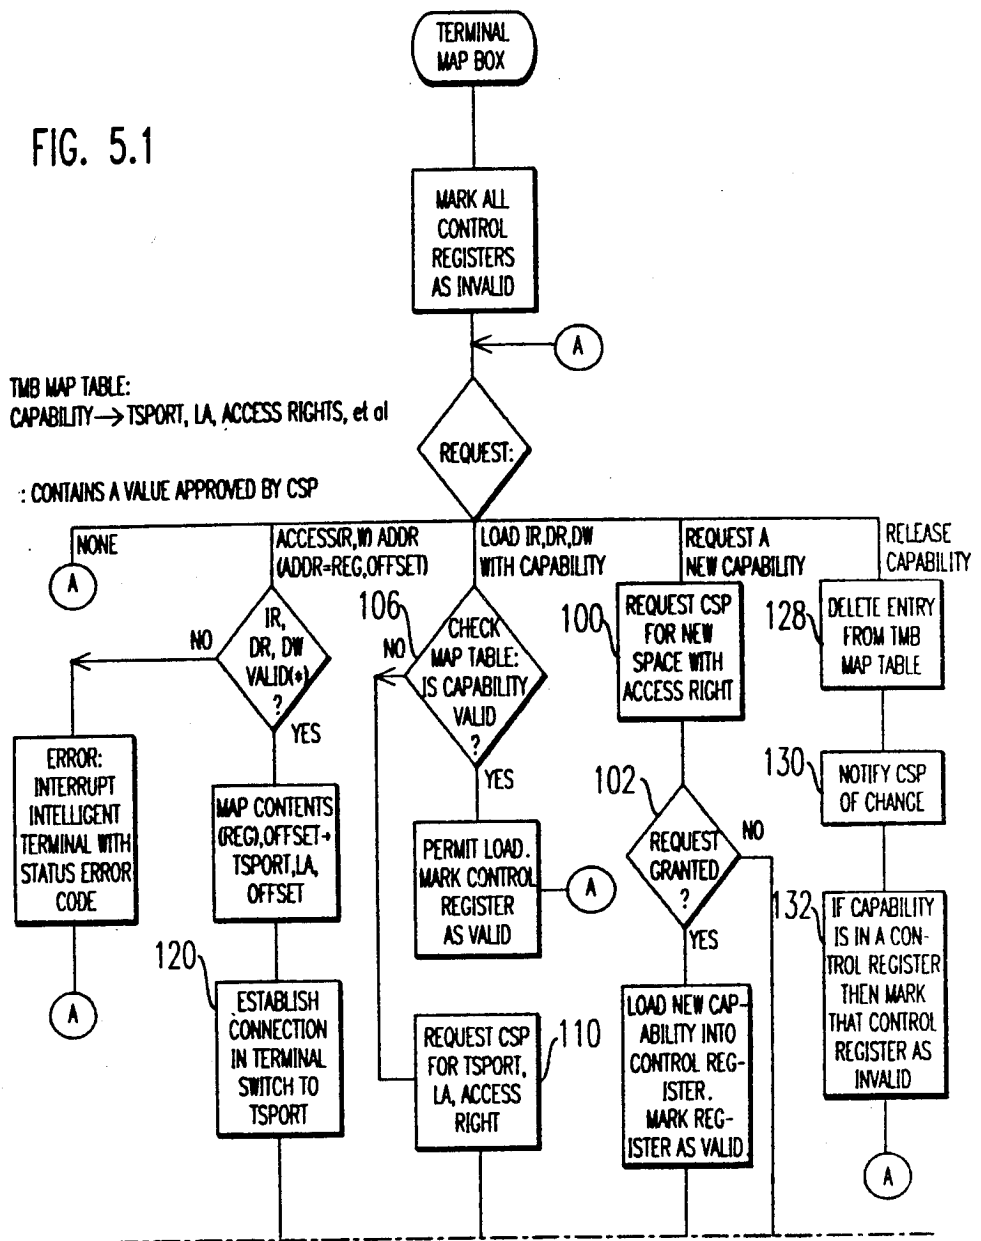 TERMINAL
MAP BOX
FIG. 5.1
MARK ALL
CONTROL
REGISTERS
AS INVALID
A
TMB MAP TABLE:
CAPABILITY→TSPORT, LA, ACCESS RIGHTS, et al
REQUEST:
: CONTAINS A VALUE APPROVED BY CSP
NONE
A
ACCESS(R,W) ADDR
(ADDR=REG,OFFSET)
LOAD IR,DR,DW
WITH CAPABILITY
REQUEST A
NEW CAPABILITY
RELEASE
CAPABILITY
NO
IR,
DR, DW
VALID(*)
?
YES
106
NO
CHECK
MAP TABLE:
IS CAPABILITY
VALID
?
YES
100
REQUEST CSP
FOR NEW
SPACE WITH
ACCESS RIGHT
128
DELETE ENTRY
FROM TMB
MAP TABLE
ERROR:
INTERRUPT
INTELLIGENT
TERMINAL WITH
STATUS ERROR
CODE
A
MAP CONTENTS
(REG),OFFSET→
TSPORT,LA,
OFFSET
PERMIT LOAD.
MARK CONTROL
REGISTER
AS VALID
A
102
REQUEST
GRANTED
?
NO
YES
130
NOTIFY CSP
OF CHANGE
132
IF CAPABILITY
IS IN A CON-
TROL REGISTER
THEN MARK
THAT CONTROL
REGISTER AS
INVALID
A
120
ESTABLISH
CONNECTION
IN TERMINAL
SWITCH TO
TSPORT
REQUEST CSP
FOR TSPORT,
LA, ACCESS
RIGHT
110
LOAD NEW CAP-
ABILITY INTO
CONTROL REG-
ISTER.
MARK REG-
ISTER AS VALID